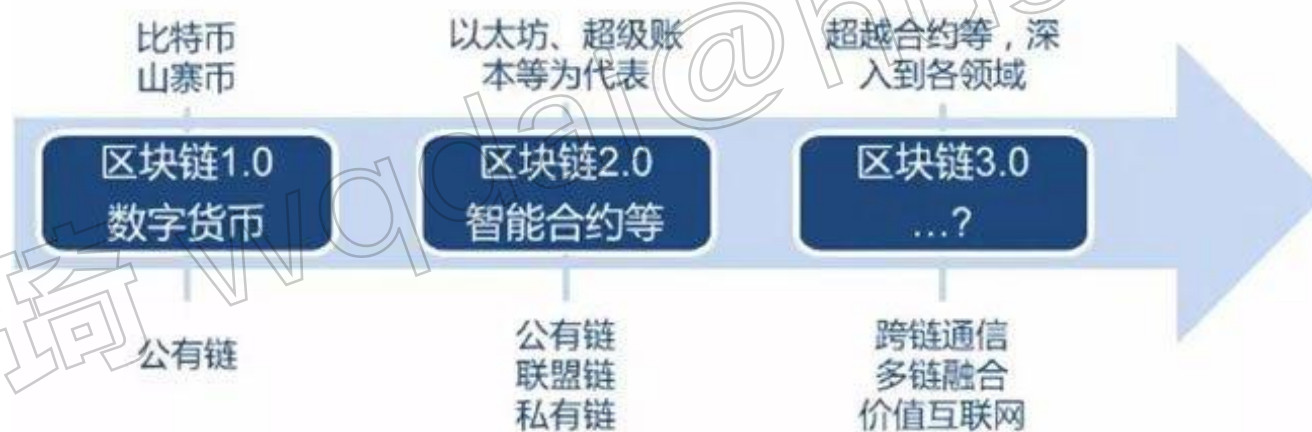 比特币
山寨币
以太坊、超级账
本等为代表
超越合约等，深
入到各领域
区块链1.0
数字货币
区块链2.0
智能合约等
区块链3.0
...?
公有链
公有链
联盟链
私有链
跨链通信
多链融合
价值互联网
琦 wqdai@hus